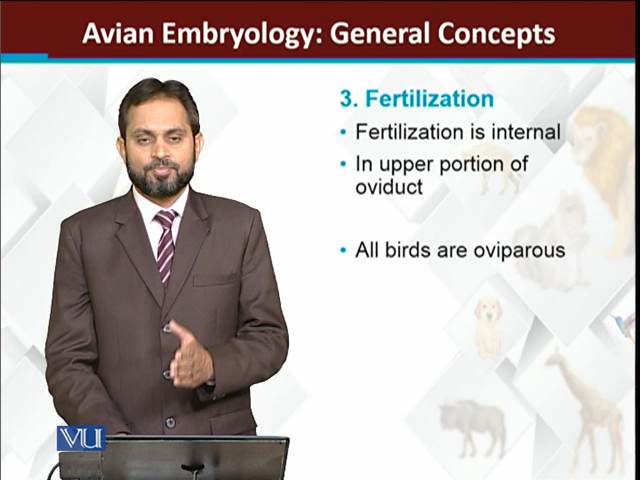 Avian Embryology: General Concepts
3. Fertilization
• Fertilization is internal
• In upper portion of
oviduct
• All birds are oviparous
VU